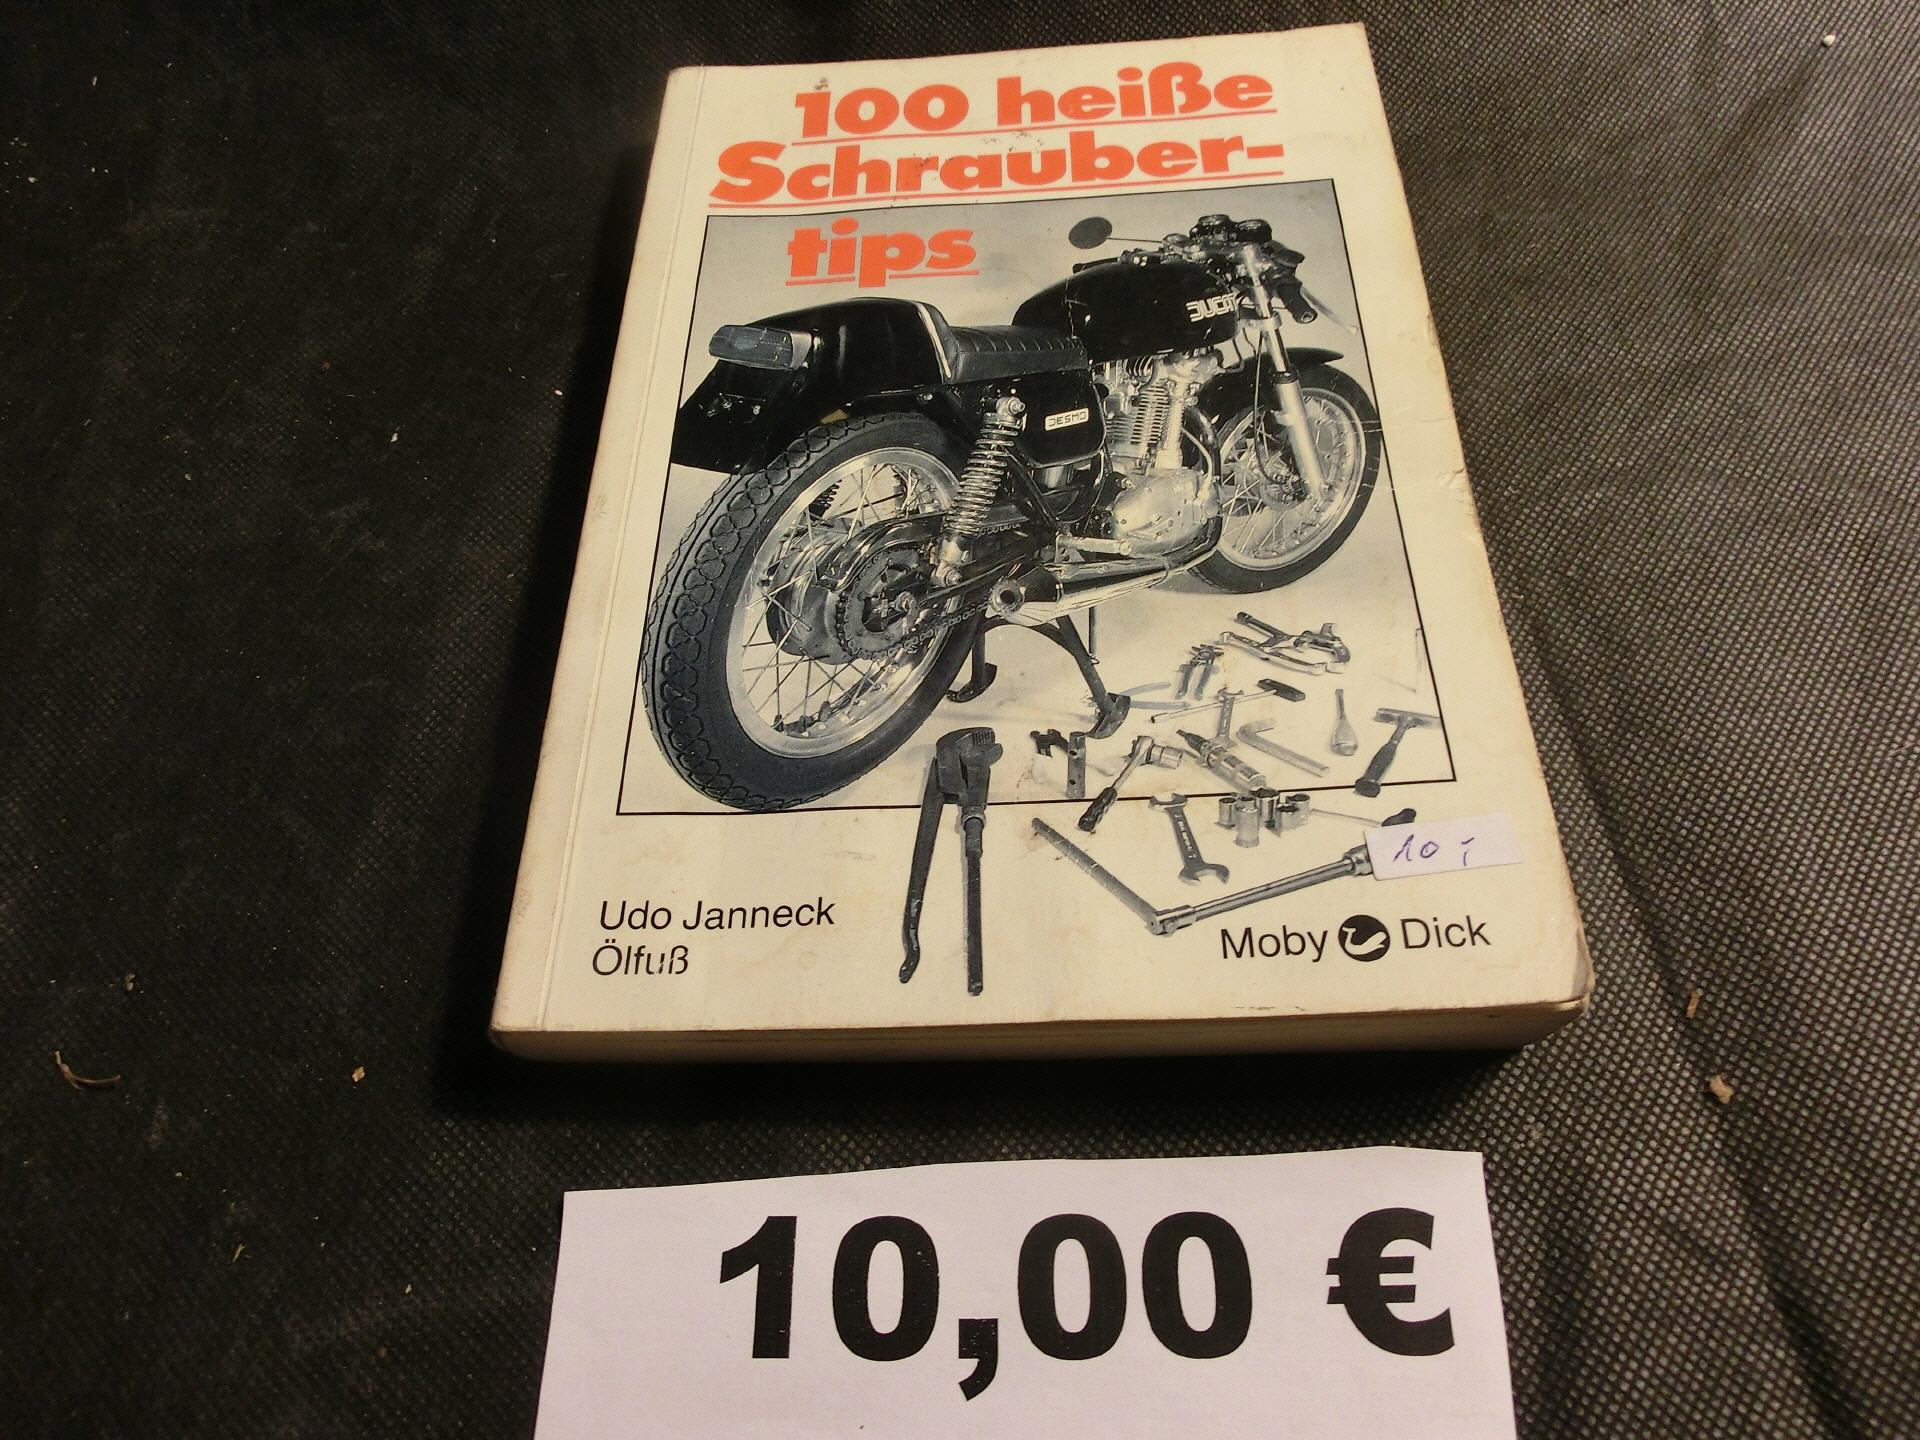 100 heiße
Schrauber-
tips
DUCATI
DESMO
10,-
Udo Janneck
Ölfuß
Moby Dick
10,00 €